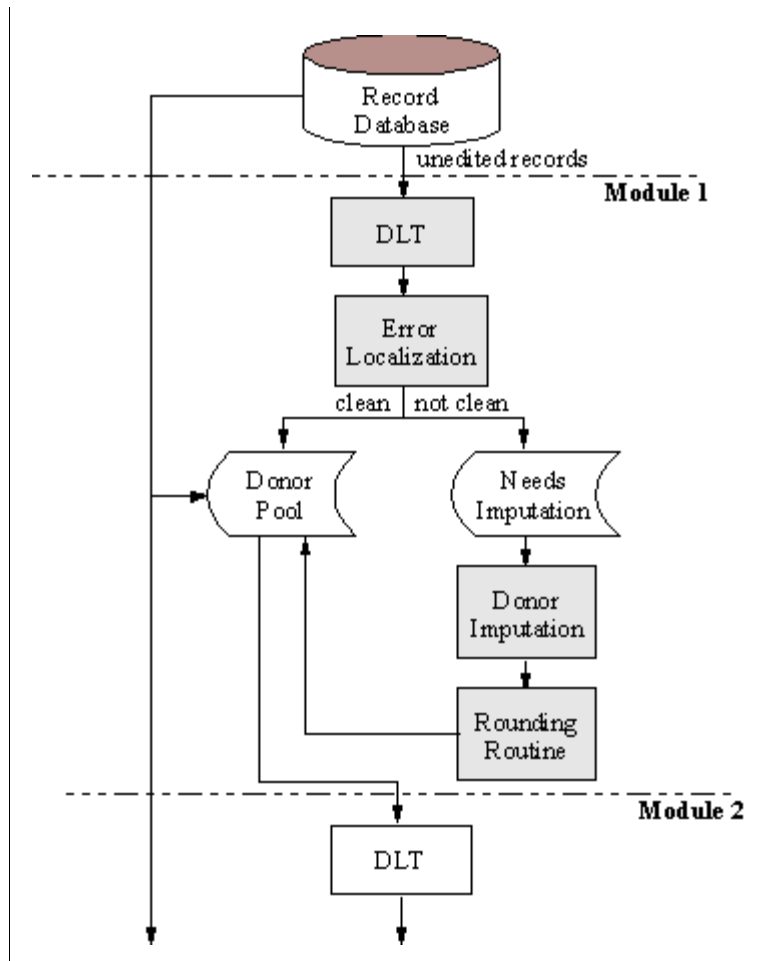 Record
Database
unedited records
Module 1
DLT
Error
Localization
clean
not clean
Donor
Pool
Needs
Imputation
Donor
Imputation
Rounding
Routine
Module 2
DLT